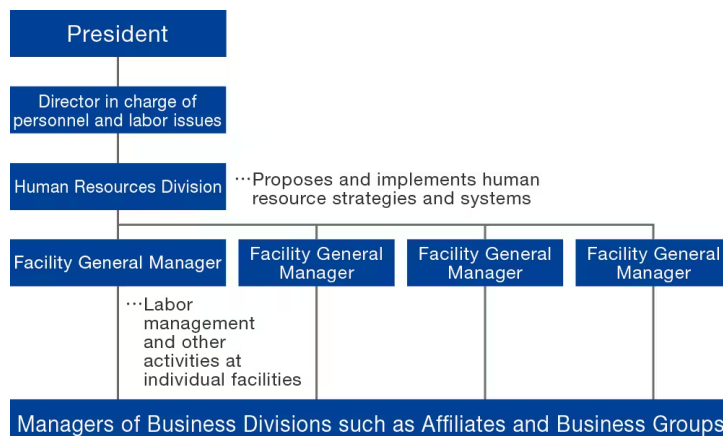 President
Director in charge of
personnel and labor issues
Human Resources Division
…Proposes and implements human
resource strategies and systems
Facility General Manager
Facility General
Manager
Facility General
Manager
Facility General
Manager
…Labor
management
and other
activities at
individual facilities
Managers of Business Divisions such as Affiliates and Business Groups